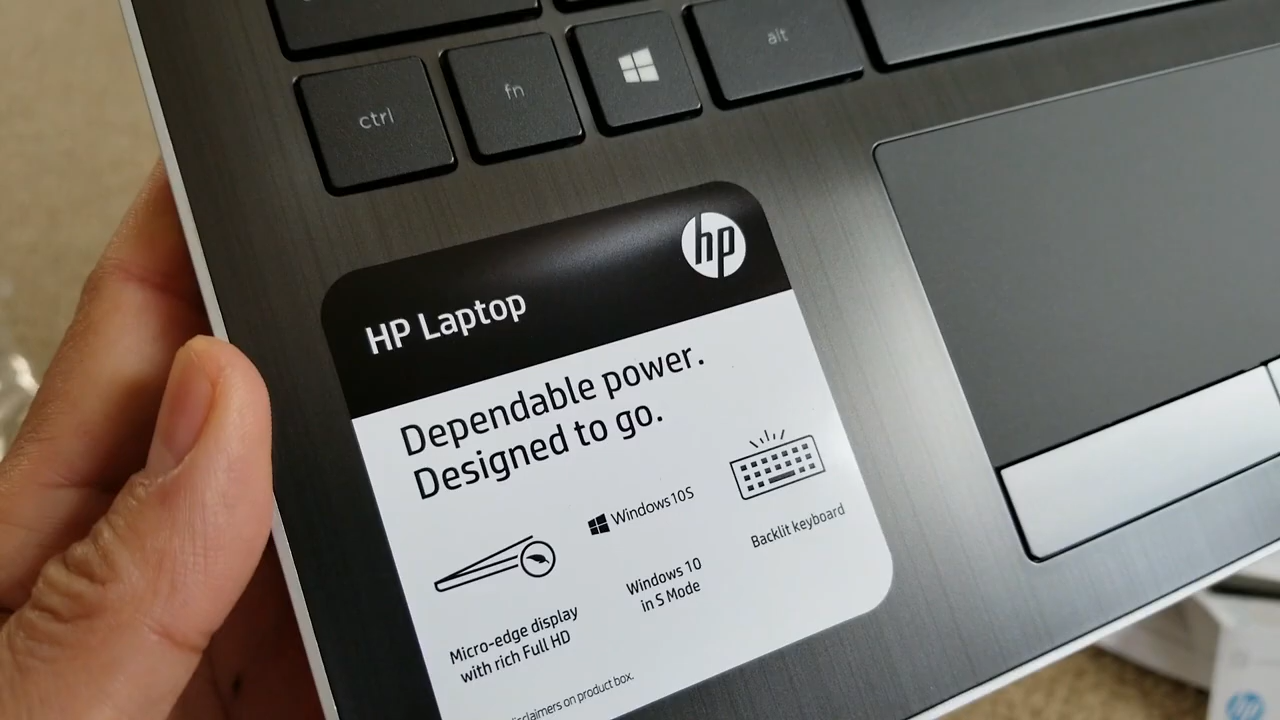 ctrl
fn
alt
hp
HP Laptop
Dependable power.
Designed to go.
Windows10S
Micro-edge display
with rich Full HD
Windows 10
in S Mode
Backlit keyboard
on product box.
hp